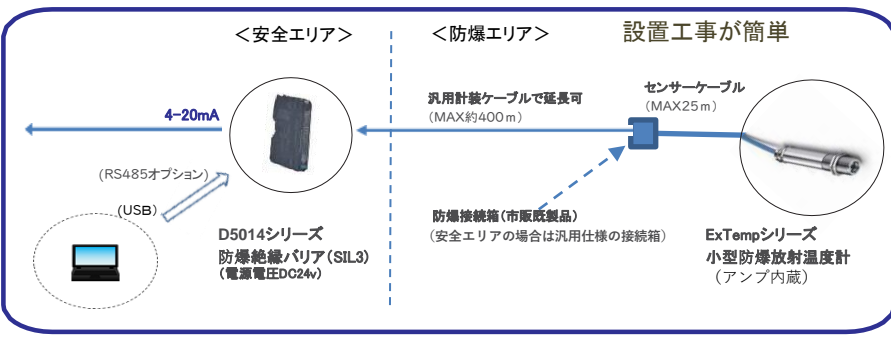 ＜安全エリア＞
＜防爆エリア＞
設置工事が簡単
4-20mA
汎用計装ケーブルで延長可
(MAX約400ｍ)
センサーケーブル
(MAX25ｍ)
(RS485オプション)
(USB)
D5014シリーズ
防爆絶縁バリア(SIL3)
(電源電圧DC24v)
防爆接続箱(市販既製品)
(安全エリアの場合は汎用仕様の接続箱)
ExTempシリーズ
小型防爆放射温度計
(アンプ内蔵)